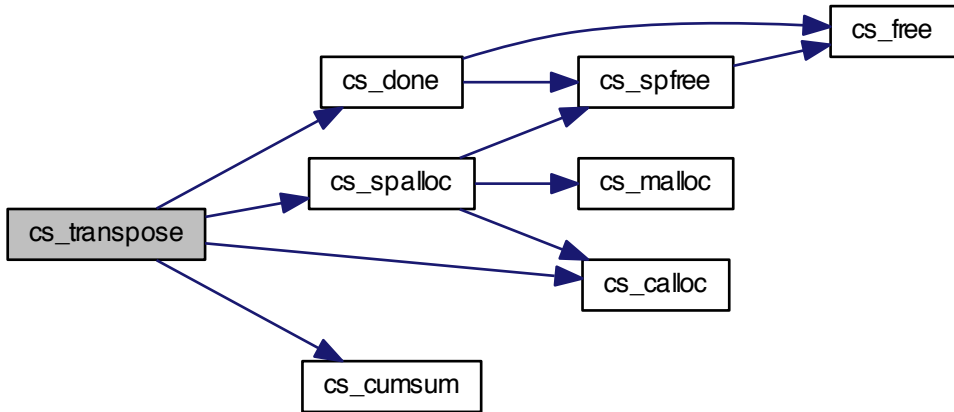 cs_free
cs_done
cs_spfree
cs_spalloc
cs_malloc
cs_transpose
cs_calloc
cs_cumsum